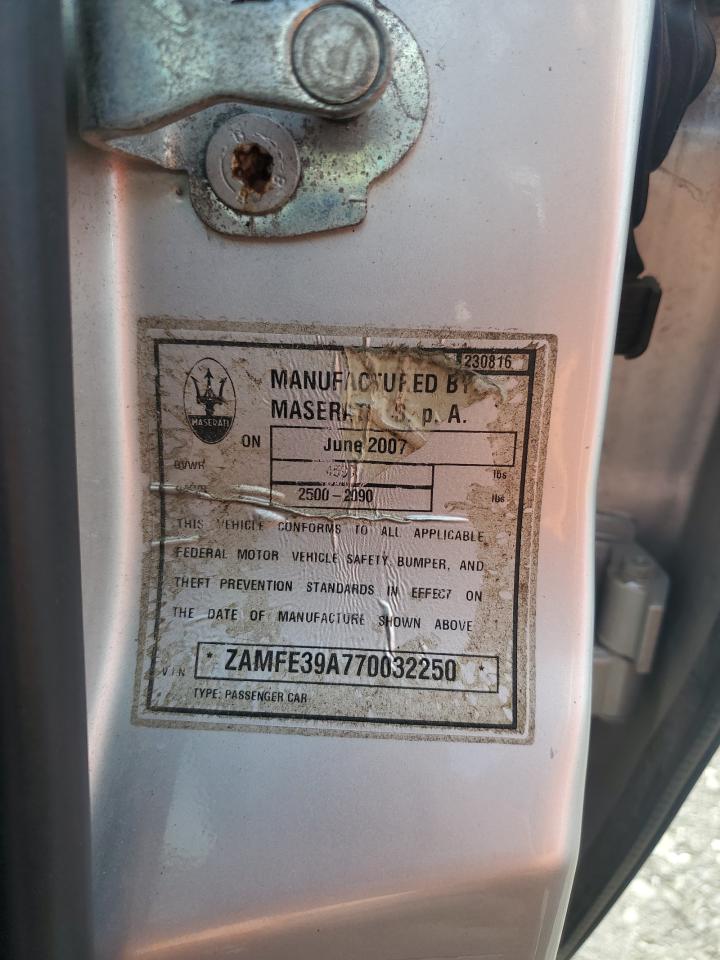 230816
MASERATI
MANUFACTURED BY
MASERATI S.p.A.
ON June 2007
GVWR lbs
2500-2090 lbs
THIS VEHICLE CONFORMS TO ALL APPLICABLE
FEDERAL MOTOR VEHICLE SAFETY, BUMPER, AND
THEFT PREVENTION STANDARDS IN EFFECT ON
THE DATE OF MANUFACTURE SHOWN ABOVE
VIN * ZAMFE39A770032250 *
TYPE: PASSENGER CAR